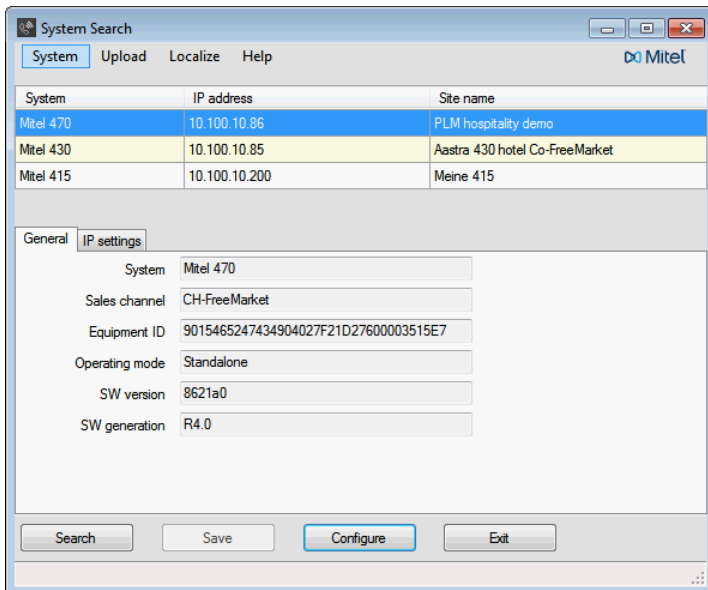 System Search
System Upload Localize Help Mitel
System IP address Site name
Mitel 470 10.100.10.86 PLM hospitality demo
Mitel 430 10.100.10.85 Aastra 430 hotel Co-FreeMarket
Mitel 415 10.100.10.200 Meine 415
General IP settings
System Mitel 470
Sales channel CH-FreeMarket
Equipment ID 9015465247434904027F21D27600003515E7
Operating mode Standalone
SW version 8621a0
SW generation R4.0
Search Save Configure Exit